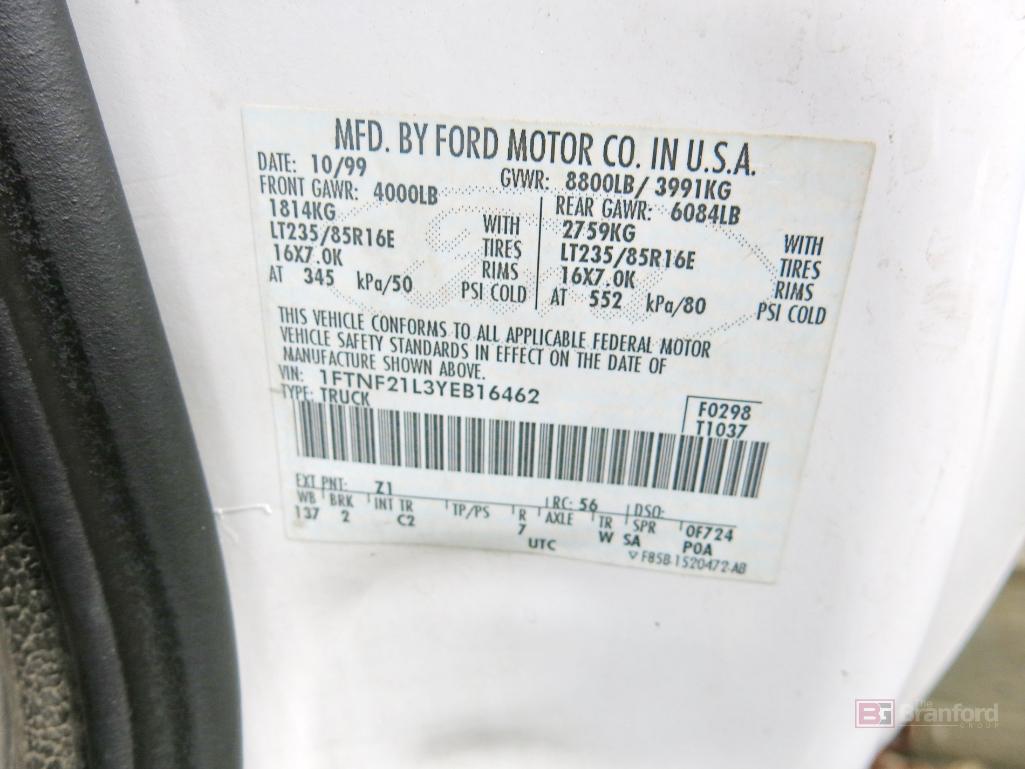 MFD. BY FORD MOTOR CO. IN U.S.A.
DATE: 10/99 GVWR: 8800LB/ 3991KG
FRONT GAWR: 4000LB REAR GAWR: 6084LB
1814KG WITH 2759KG WITH
LT235/85R16E TIRES LT235/85R16E TIRES
16X7.0K RIMS 16X7.0K RIMS
AT 345 kPa/50 PSI COLD AT 552 kPa/80 PSI COLD
THIS VEHICLE CONFORMS TO ALL APPLICABLE FEDERAL MOTOR
VEHICLE SAFETY STANDARDS IN EFFECT ON THE DATE OF
MANUFACTURE SHOWN ABOVE.
VIN: 1FTNF21L3YEB16462
TYPE: TRUCK
F0298
T1037
EXT PNT: Z1 RC: 56 DSO:
WB BRK INT TR TP/PS R AXLE TR SPR 0F724
137 2 C2 7 W SA P0A
UTC
▽ F85B-1520472-AB
BG The Branford GROUP